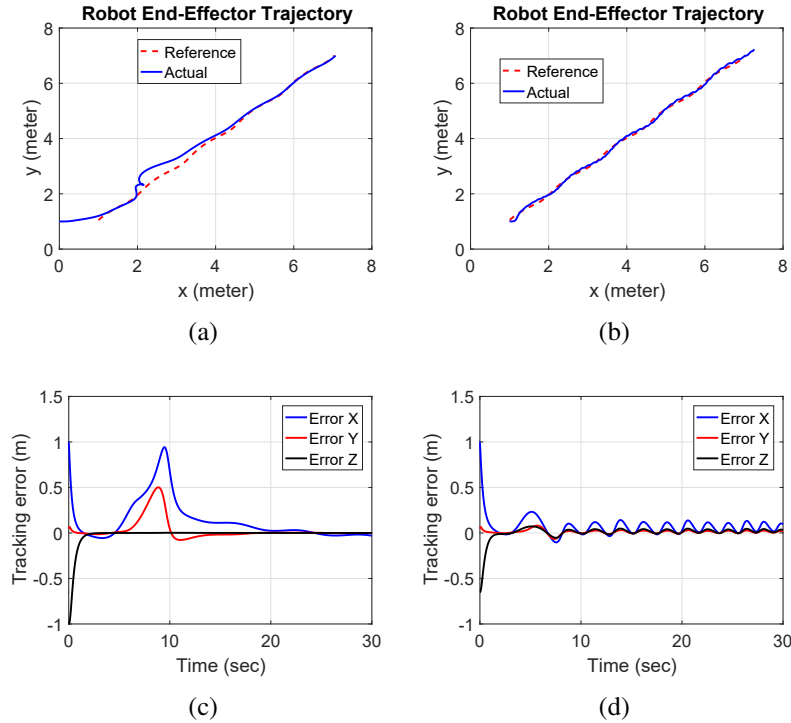 Robot End-Effector Trajectory
Reference
Actual
y (meter)
8
6
4
2
0
0 2 4 6 8
x (meter)
(a)
Robot End-Effector Trajectory
Reference
Actual
y (meter)
8
6
4
2
0
0 2 4 6 8
x (meter)
(b)
Error X
Error Y
Error Z
Tracking error (m)
1.5
1
0.5
0
-0.5
-1
0 10 20 30
Time (sec)
(c)
Error X
Error Y
Error Z
Tracking error (m)
1.5
1
0.5
0
-0.5
-1
0 10 20 30
Time (sec)
(d)